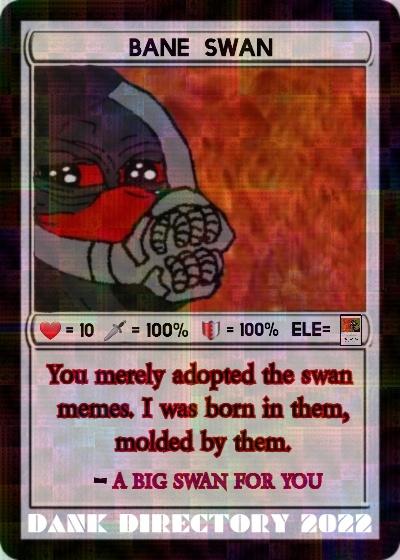 BANE SWAN
= 10 = 100% = 100% ELE=
You merely adopted the swan
memes. I was born in them,
molded by them.
- A BIG SWAN FOR YOU
DANK DIRECTORY 2022